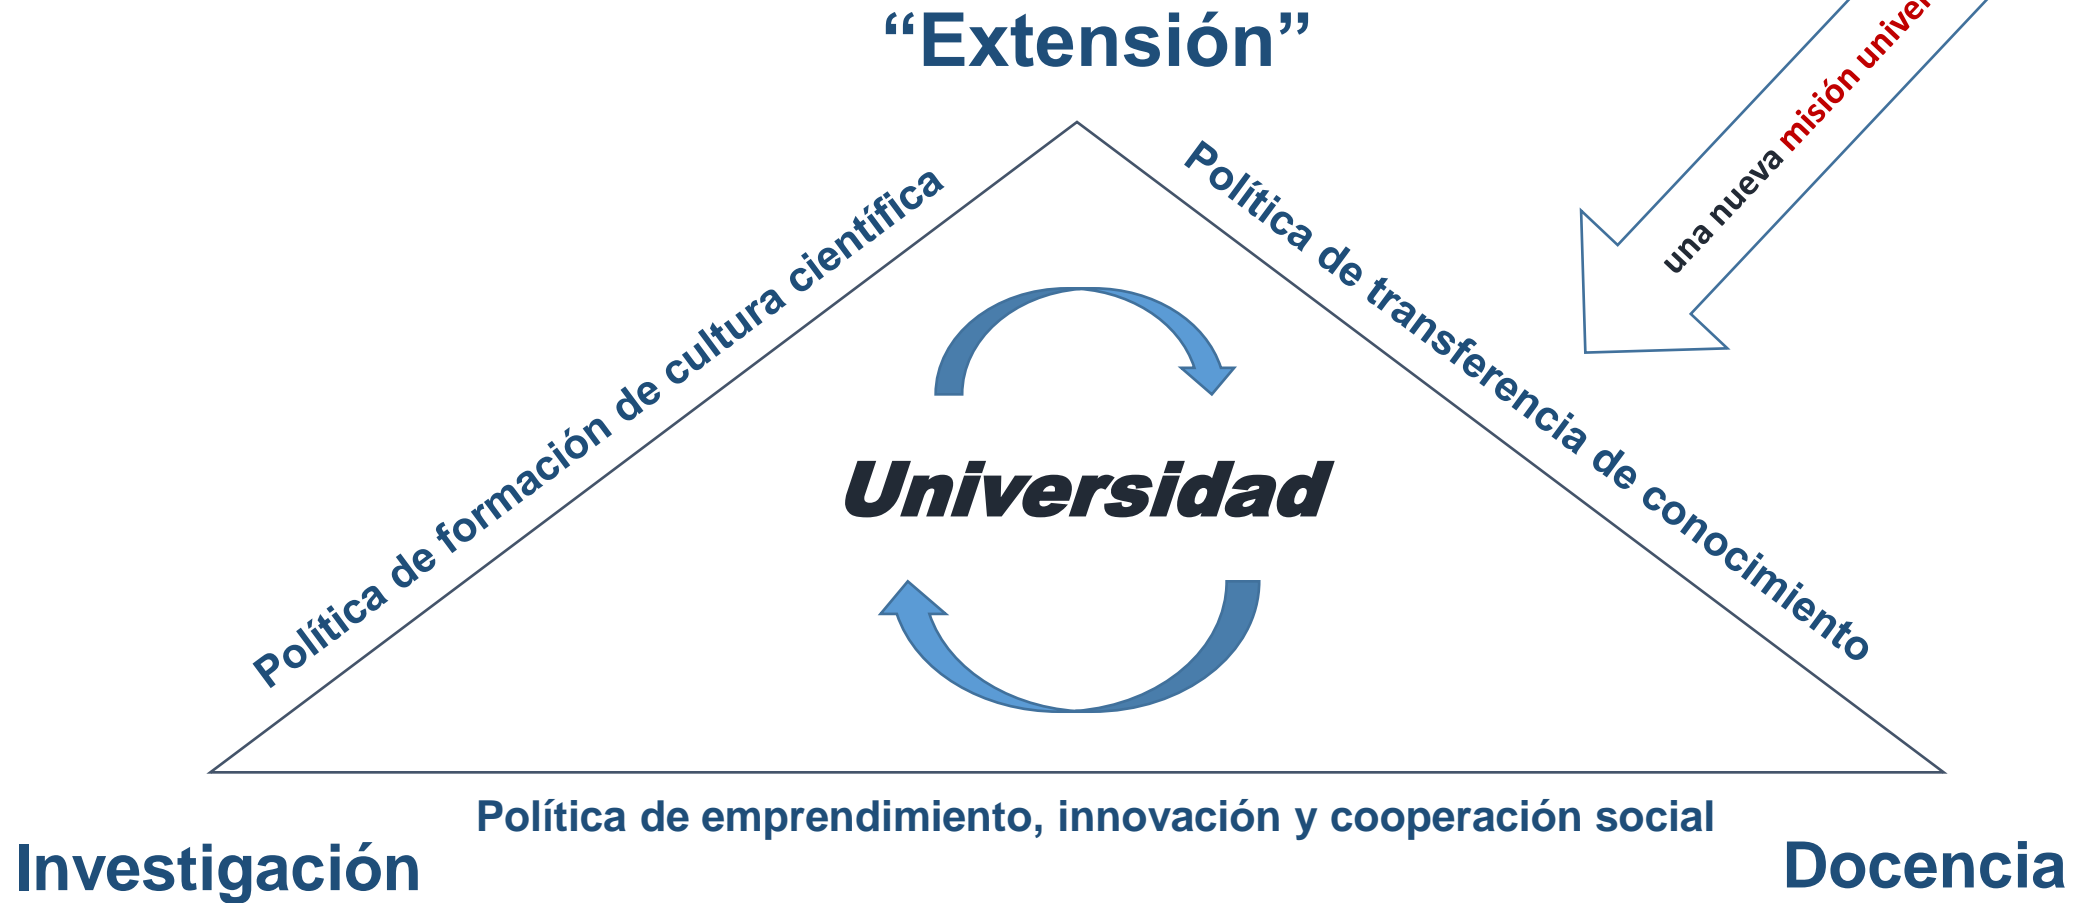 “Extensión”
una nueva misión
Política de formación de cultura científica
Política de transferencia de conocimiento
Universidad
Política de emprendimiento, innovación y cooperación social
Investigación
Docencia